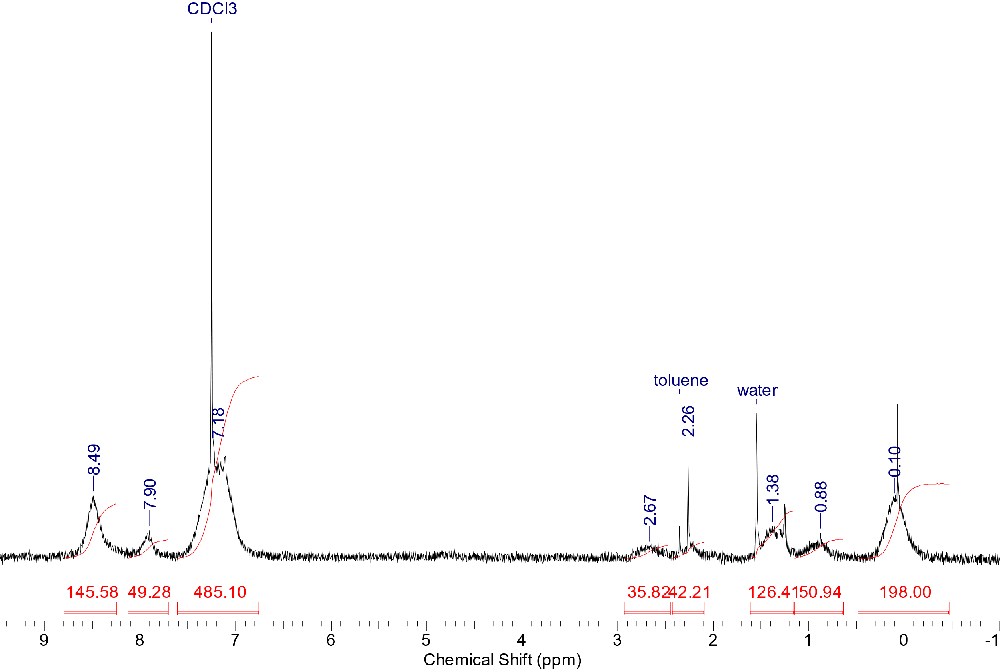 CDCl3
toluene
water
8.49
7.90
7.18
2.67
2.26
1.38
0.88
0.10
145.58 49.28 485.10 35.82 42.21 126.41 50.94 198.00
9 8 7 6 5 4 3 2 1 0 -1
Chemical Shift (ppm)